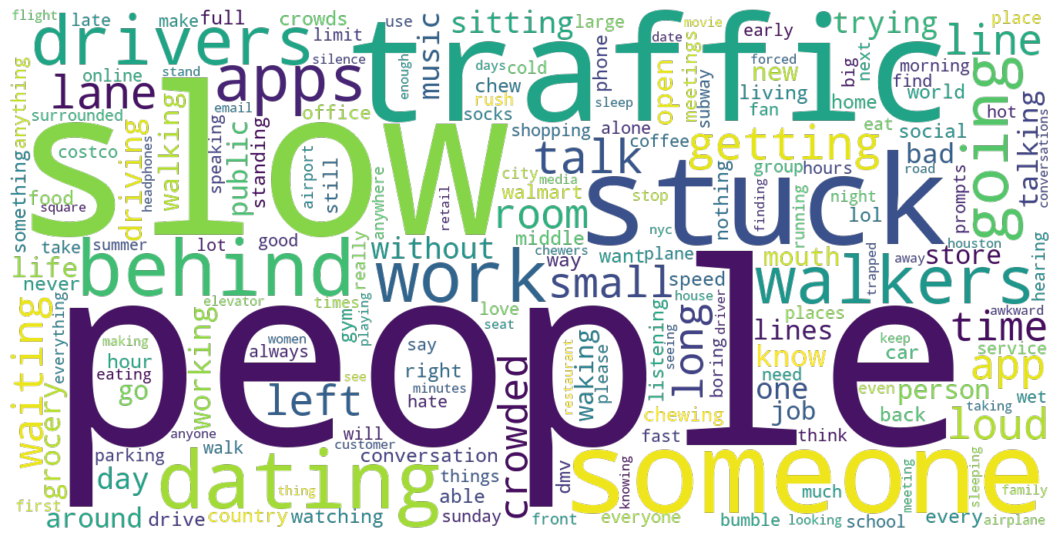 flight
late
make
full
crowds
limit
use
silence
sitting
chew
socks
rush
music
cold
large
movie
date
days
sleep
enough
forced
phone
open
meetings
subway
new
early
living
fan
trying
big
next
home
eat
morning
find
world
line
place
hot
drivers
traffic
online
stand
email
apps
lane
surrounded
costco
food
square
something
anything
driving
headphones
walking
speaking
public
standing
office
airport
still
slow
shopping
alone
coffee
talk
city
media
walmart
retail
room
getting
group
hours
stop
nyc
finding
nothing
night
lol
running
social
bad
road
prompts
going
talking
conversations
hearing
stuck
houston
away
trapped
store
awkward
take
summer
never
lot
good
life
behind
really
anywhere
without
middle
chewers
work
way
want
plane
small
love
seat
speed
house
seeing
long
boring
driver
mouth
walkers
places
lines
time
people
elevator
times
gym
playing
waiting
everything
grocery
making
hour
eating
go
working
women
always
see
say
right
minutes
hate
left
crowded
restaurant
waking
please
listening
chewing
know
need
one
job
car
keep
even
person
back
service
app
wet
taking
loud
fast
think
parking
anyone
walk
customer
will
conversation
things
able
day
first
around
drive
thing
country
dating
watching
sunday
front
dmv
someone
everyone
knowing
much
bumble
looking
school
every
meeting
sleeping
family
airplane